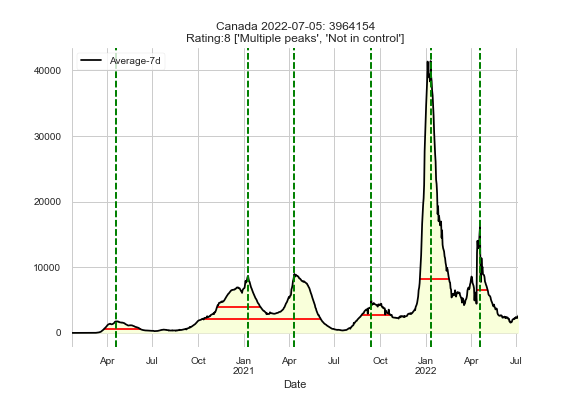 Canada 2022-07-05: 3964154
Rating:8 ['Multiple peaks', 'Not in control']
Average-7d
40000
30000
20000
10000
0
Apr Jul Oct Jan Apr Jul Oct Jan Apr Jul
2021 2022
Date